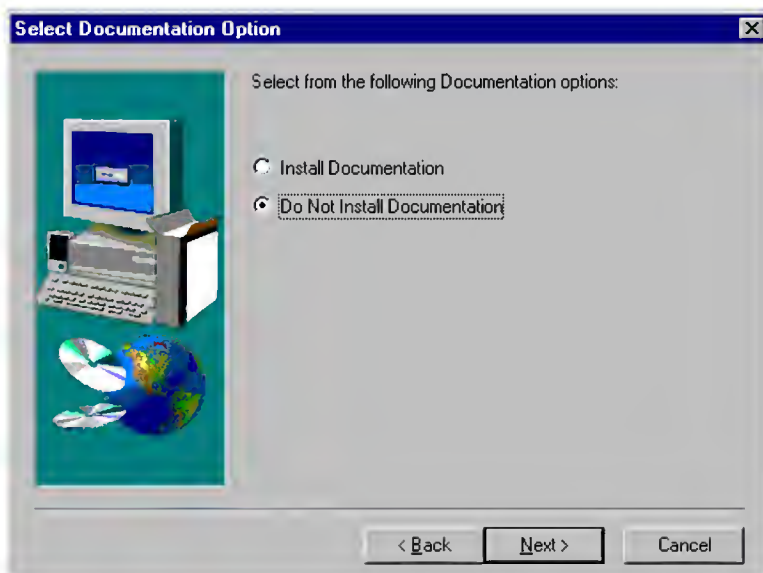 Select Documentation Option
Select from the following Documentation options:
Install Documentation
Do Not Install Documentation
< Back Next > Cancel